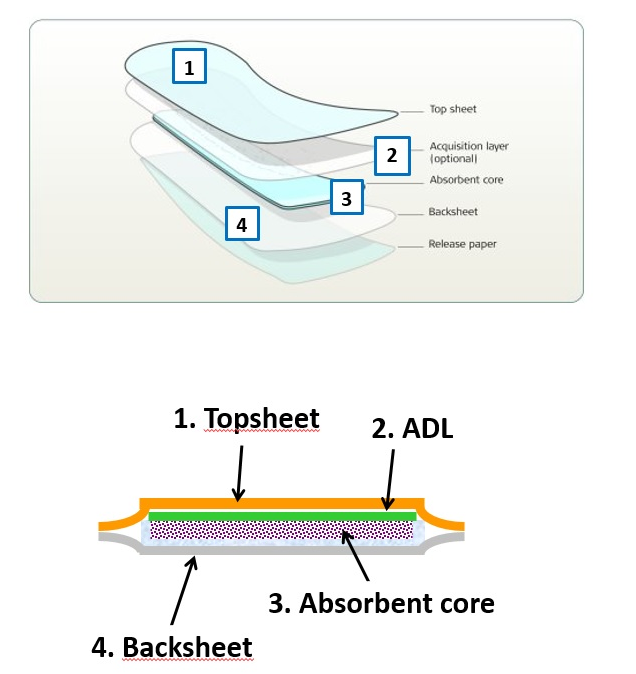 1
Top sheet
2
Acquisition layer
(optional)
Absorbent core
3
Backsheet
4
Release paper
1. Topsheet
2. ADL
3. Absorbent core
4. Backsheet